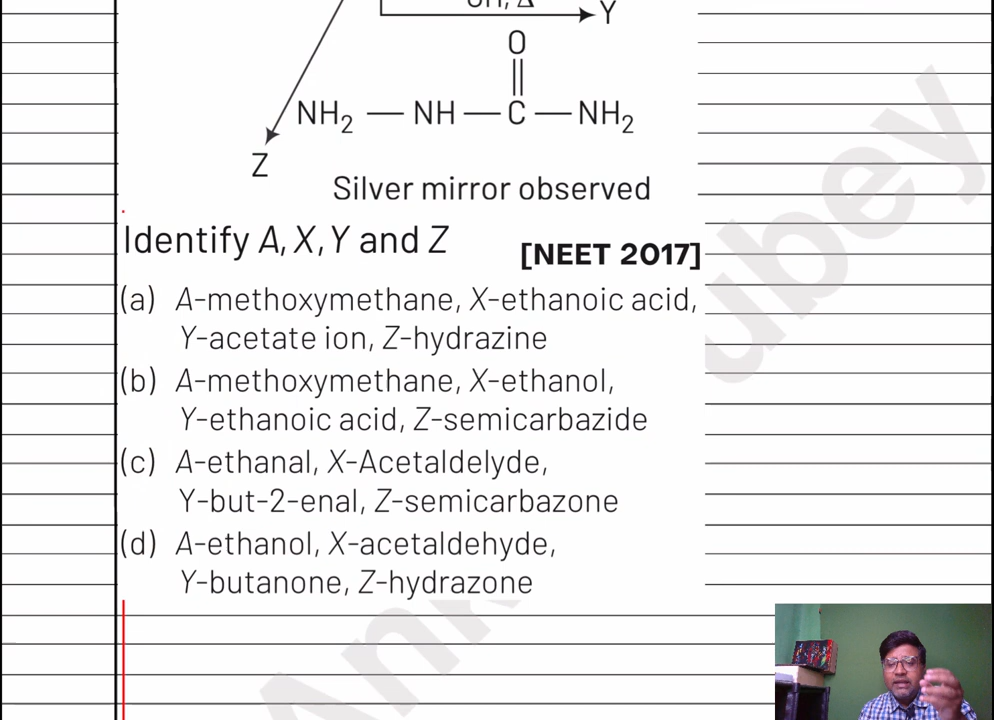 OH, Δ
Y
O
NH2 — NH — C — NH2
Z
Silver mirror observed
Identify A, X, Y and Z [NEET 2017]
(a) A-methoxymethane, X-ethanoic acid,
Y-acetate ion, Z-hydrazine
(b) A-methoxymethane, X-ethanol,
Y-ethanoic acid, Z-semicarbazide
(c) A-ethanal, X-Acetaldelyde,
Y-but-2-enal, Z-semicarbazone
(d) A-ethanol, X-acetaldehyde,
Y-butanone, Z-hydrazone